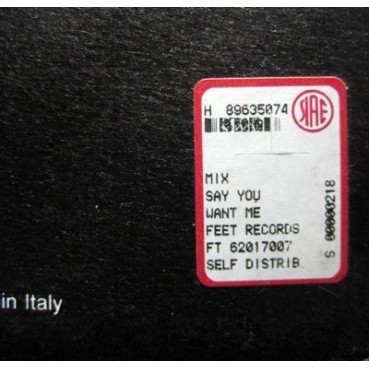 H 89635074
SIAE
MIX
SAY YOU
WANT ME
FEET RECORDS
FT 62017007
SELF DISTRIB.
S 00000218
in Italy